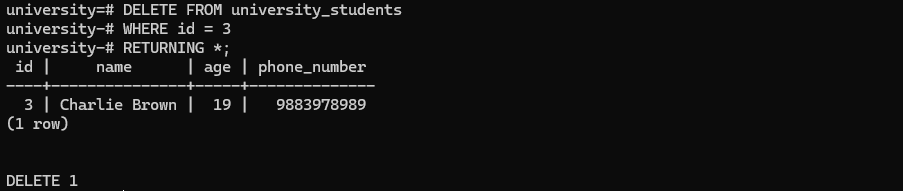 university=# DELETE FROM university_students
university-# WHERE id = 3
university-# RETURNING *;
 id |     name      | age | phone_number
----+---------------+-----+--------------
  3 | Charlie Brown |  19 |   9883978989
(1 row)
DELETE 1